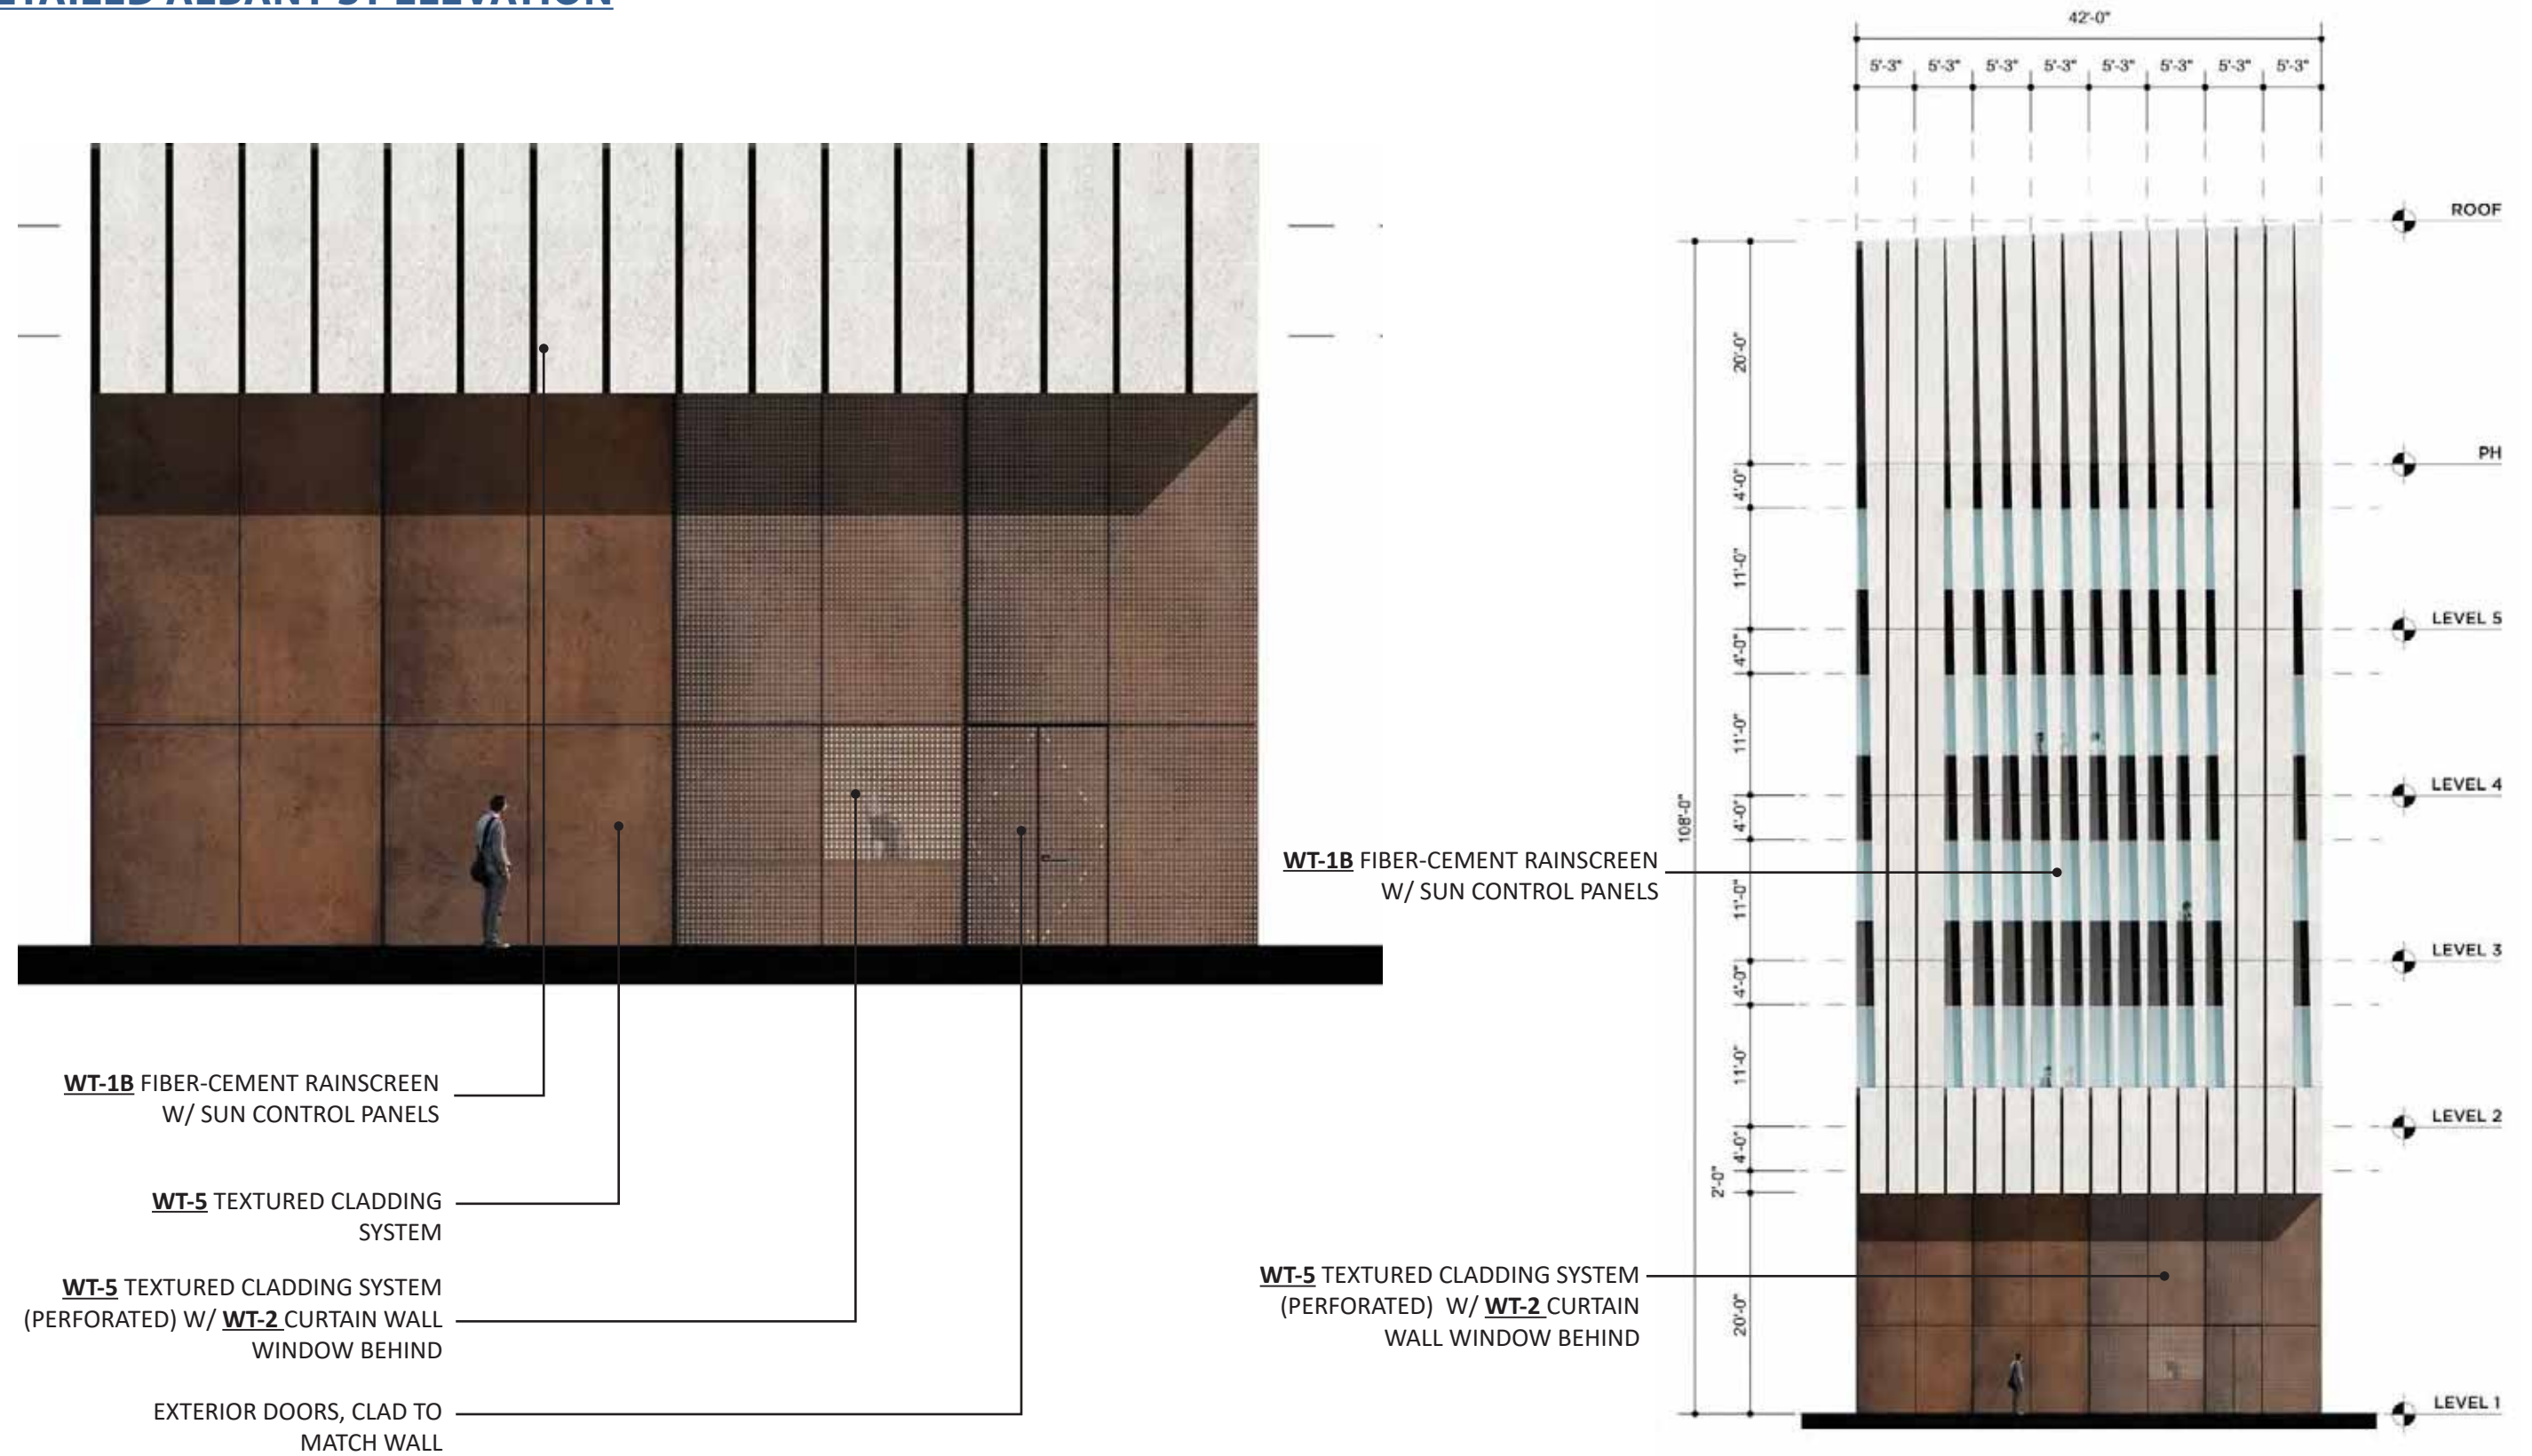 DETAILED ALBANY ST ELEVATION
42'-0"
5'-3" 5'-3" 5'-3" 5'-3" 5'-3" 5'-3" 5'-3" 5'-3"
ROOF
20'-0"
PH
4'-0"
11'-0"
LEVEL 5
4'-0"
11'-0"
LEVEL 4
4'-0"
108'-0"
WT-1B FIBER-CEMENT RAINSCREEN
W/ SUN CONTROL PANELS
11'-0"
LEVEL 3
4'-0"
11'-0"
LEVEL 2
4'-0"
2'-0"
WT-5 TEXTURED CLADDING SYSTEM
(PERFORATED) W/ WT-2 CURTAIN
WALL WINDOW BEHIND
20'-0"
LEVEL 1
WT-1B FIBER-CEMENT RAINSCREEN
W/ SUN CONTROL PANELS
WT-5 TEXTURED CLADDING
SYSTEM
WT-5 TEXTURED CLADDING SYSTEM
(PERFORATED) W/ WT-2 CURTAIN WALL
WINDOW BEHIND
EXTERIOR DOORS, CLAD TO
MATCH WALL